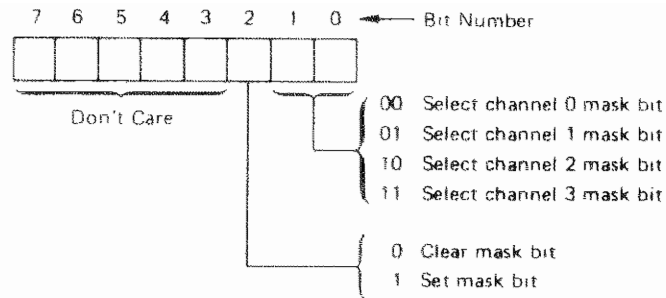 7 6 5 4 3 2 1 0 Bit Number
Don't Care
00 Select channel 0 mask bit
01 Select channel 1 mask bit
10 Select channel 2 mask bit
11 Select channel 3 mask bit
0 Clear mask bit
1 Set mask bit